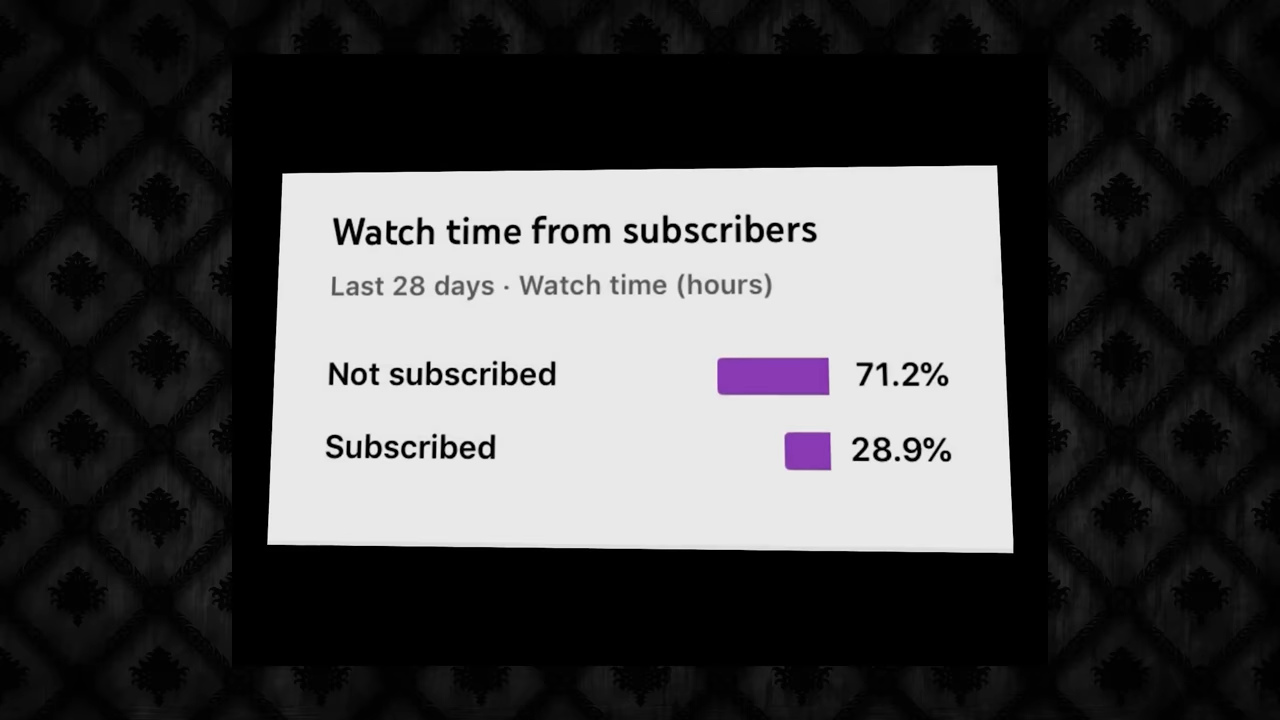 Watch time from subscribers
Last 28 days · Watch time (hours)
Not subscribed 71.2%
Subscribed 28.9%